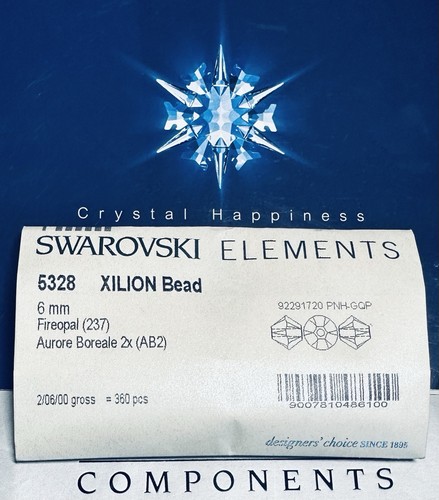 Crystal Happiness
SWAROVSKI ELEMENTS
5328 XILION Bead
6 mm
Fireopal (237)
Aurore Boreale 2x (AB2)
92291720 PNH-GQP
2/06/00 gross = 360 pcs
9007810486100
designers' choice SINCE 1895
COMPONENTS